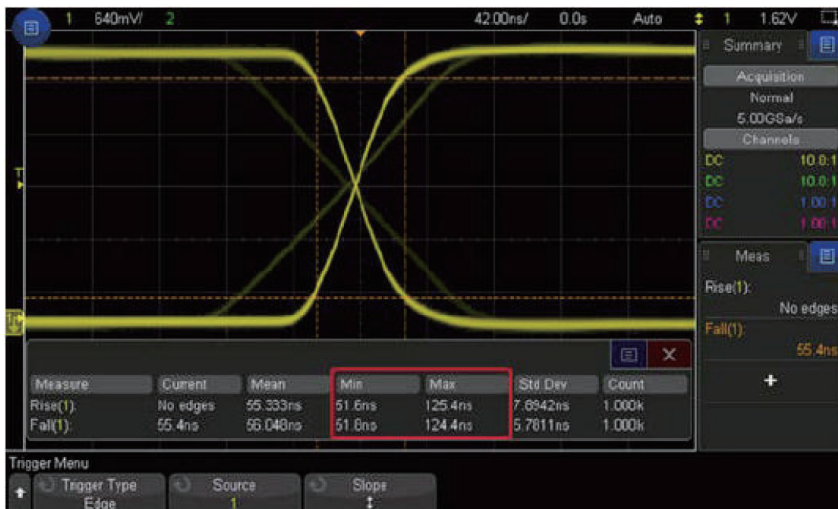 1 640mV/ 2 42.00ns/ 0.0s Auto 1 1.62V
Summary
Acquisition
Normal
5.00GSa/s
Channels
DC 10.0:1
DC 10.0:1
DC 1.00:1
DC 1.00:1
T
Meas
Rise(1):
No edges
Fall(1):
55.4ns
+
Measure Current Mean Min Max Std Dev Count
Rise(1): No edges 55.333ns 51.6ns 125.4ns 7.6942ns 1.000k
Fall(1): 55.4ns 56.048ns 51.8ns 124.4ns 5.7811ns 1.000k
Trigger Menu
Trigger Type Source Slope
Edge 1